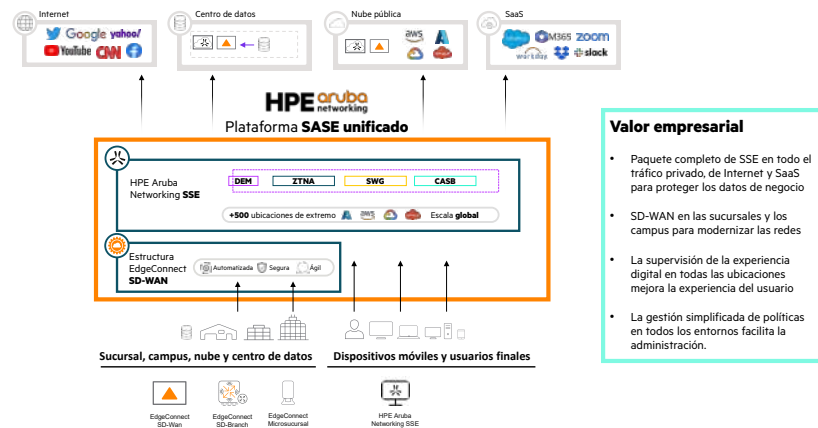 Internet
Centro de datos
Nube pública
SaaS
Google yahoo!
YouTube CNN
aws
M365 zoom
workday slack
HPE aruba
networking
Plataforma SASE unificado
HPE Aruba
Networking SSE
DEM ZTNA SWG CASB
+500 ubicaciones de extremo aws Escala global
Estructura
EdgeConnect
SD-WAN
Automatizada Segura Ágil
Sucursal, campus, nube y centro de datos
Dispositivos móviles y usuarios finales
EdgeConnect
SD-Wan
EdgeConnect
SD-Branch
EdgeConnect
Microsucursal
HPE Aruba
Networking SSE
Valor empresarial
• Paquete completo de SSE en todo el
tráfico privado, de Internet y SaaS
para proteger los datos de negocio
• SD-WAN en las sucursales y los
campus para modernizar las redes
• La supervisión de la experiencia
digital en todas las ubicaciones
mejora la experiencia del usuario
• La gestión simplificada de políticas
en todos los entornos facilita la
administración.